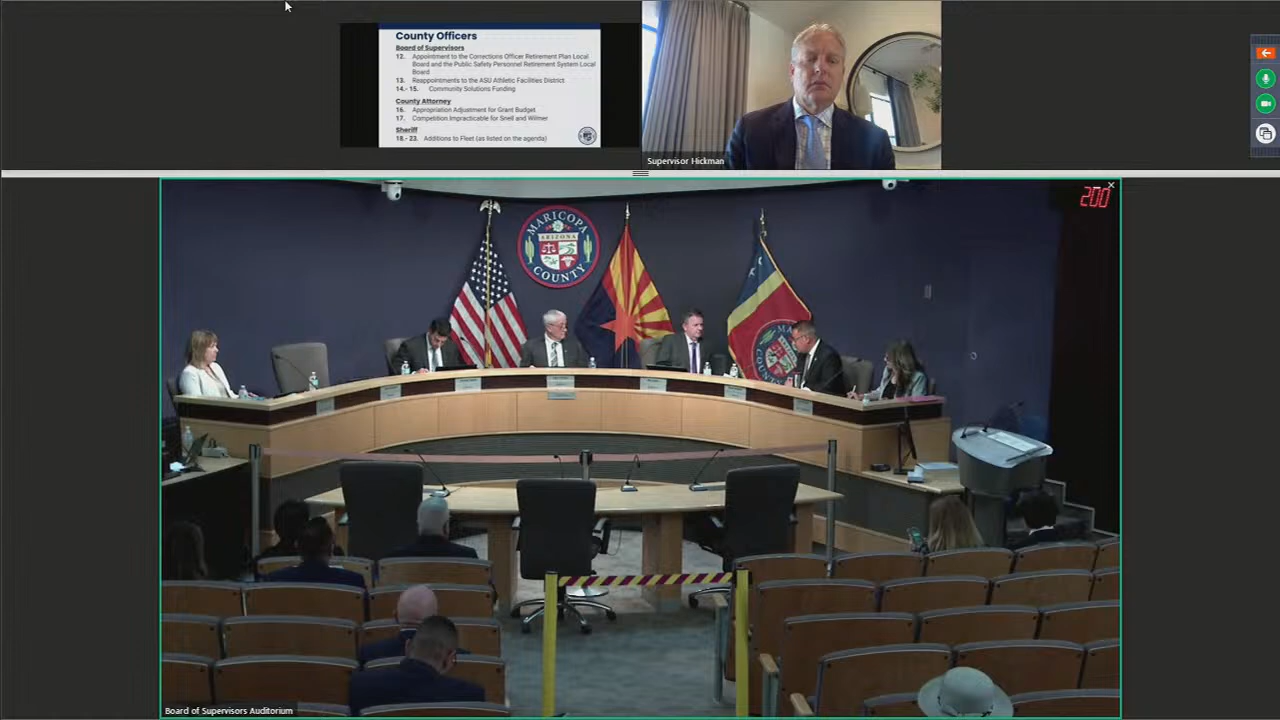 County Officers
Board of Supervisors
12. Appointment to the Corrections Officer Retirement Plan Local
Board and the Public Safety Personnel Retirement System Local
Board
13. Reappointments to the ASU Athletic Facilities District
14.- 15. Community Solutions Funding
County Attorney
16. Appropriation Adjustment for Grant Budget
17. Competition Impracticable for Snell and Wilmer
Sheriff
18.- 23. Additions to Fleet (as listed on the agenda)
Supervisor Hickman
200
MARICOPA
ARIZONA
COUNTY
MARICOPA
Board of Supervisors Auditorium